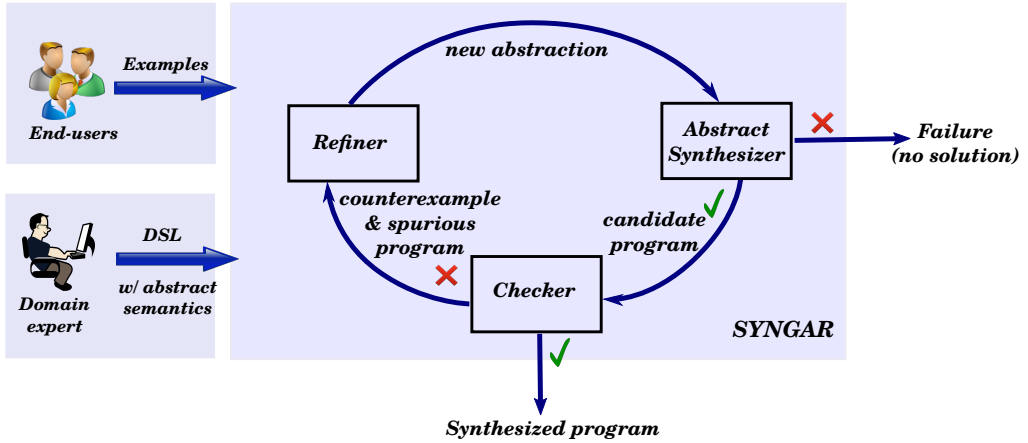 Examples
End-users
DSL
w/ abstract
semantics
Domain
expert
new abstraction
Refiner
Abstract
Synthesizer
Failure
(no solution)
counterexample
& spurious
program
candidate
program
Checker
SYNGAR
Synthesized program